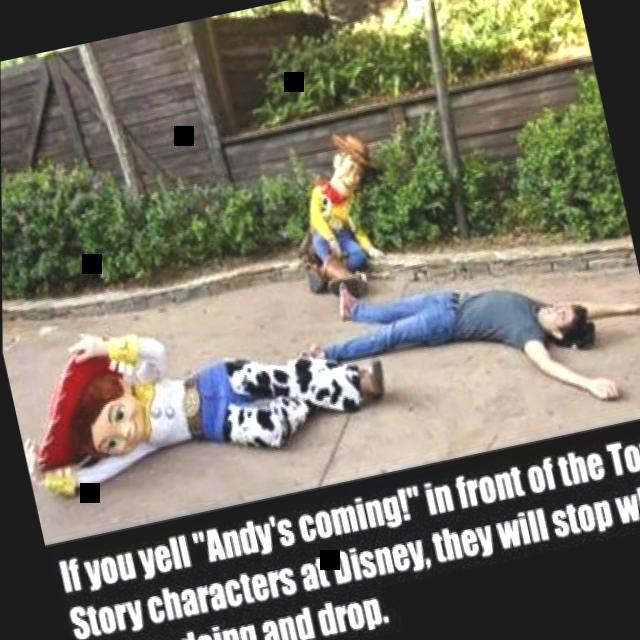 If you yell "Andy's coming!" in front of the To
Story characters at Disney, they will stop w
doing and drop.